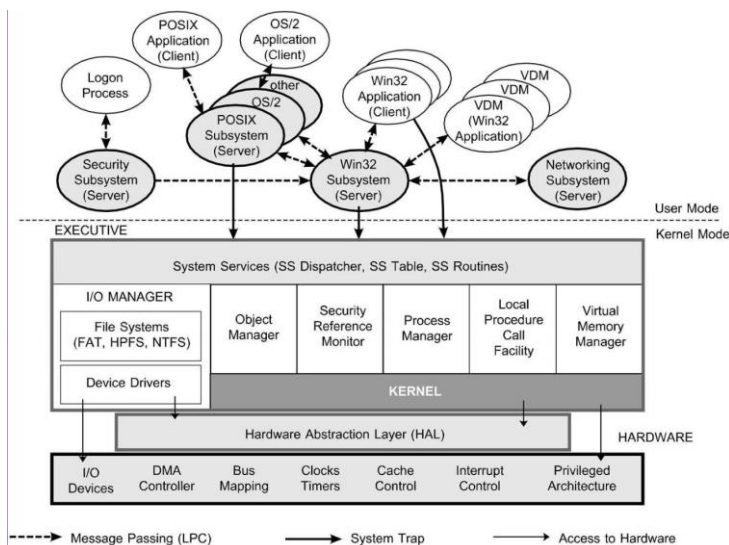 POSIX
Application
(Client)
OS/2
Application
(Client)
Logon
Process
other
OS/2
POSIX
Subsystem
(Server)
Win32
Application
(Client)
VDM
VDM
VDM
(Win32
Application)
Security
Subsystem
(Server)
Win32
Subsystem
(Server)
Networking
Subsystem
(Server)
User Mode
EXECUTIVE
Kernel Mode
System Services (SS Dispatcher, SS Table, SS Routines)
I/O MANAGER
File Systems
(FAT, HPFS, NTFS)
Device Drivers
Object
Manager
Security
Reference
Monitor
Process
Manager
Local
Procedure
Call
Facility
Virtual
Memory
Manager
KERNEL
Hardware Abstraction Layer (HAL)
HARDWARE
I/O
Devices
DMA
Controller
Bus
Mapping
Clocks
Timers
Cache
Control
Interrupt
Control
Privileged
Architecture
Message Passing (LPC)
System Trap
Access to Hardware